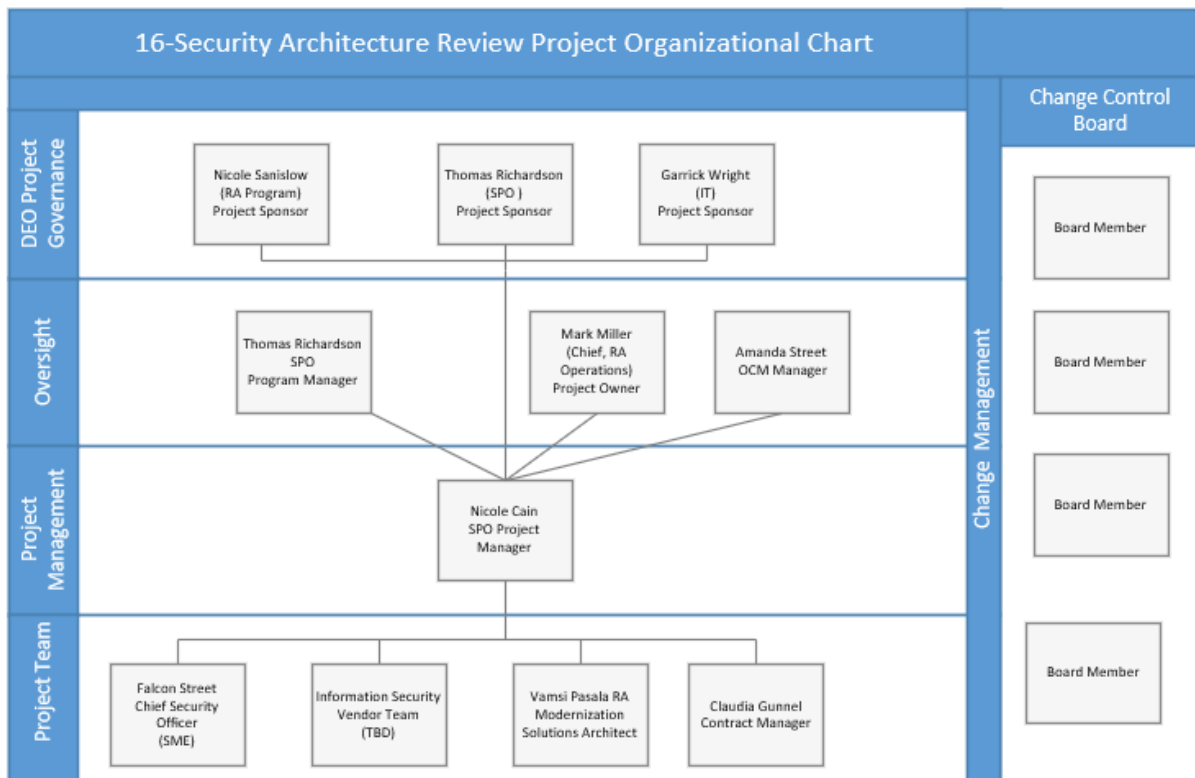 16-Security Architecture Review Project Organizational Chart
Change Control
Board
DEO Project
Governance
Nicole Sanislow
(RA Program)
Project Sponsor
Thomas Richardson
(SPO )
Project Sponsor
Garrick Wright
(IT)
Project Sponsor
Board Member
Oversight
Thomas Richardson
SPO
Program Manager
Mark Miller
(Chief, RA
Operations)
Project Owner
Amanda Street
OCM Manager
Board Member
Change Management
Project
Management
Nicole Cain
SPO Project
Manager
Board Member
Project Team
Falcon Street
Chief Security
Officer
(SME)
Information Security
Vendor Team
(TBD)
Vamsi Pasala RA
Modernization
Solutions Architect
Claudia Gunnel
Contract Manager
Board Member